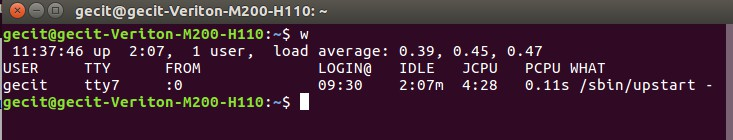 gecit@gecit-Veriton-M200-H110: ~
gecit@gecit-Veriton-M200-H110:~$ w
 11:37:46 up  2:07,  1 user,  load average: 0.39, 0.45, 0.47
USER     TTY      FROM             LOGIN@   IDLE   JCPU   PCPU WHAT
gecit    tty7     :0               09:30    2:07m  4:28   0.11s /sbin/upstart -
gecit@gecit-Veriton-M200-H110:~$